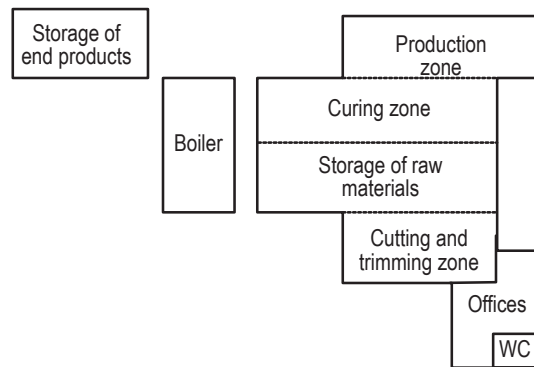 Storage of
end products
Production
zone
Curing zone
Boiler
Storage of raw
materials
Cutting and
trimming zone
Offices
WC